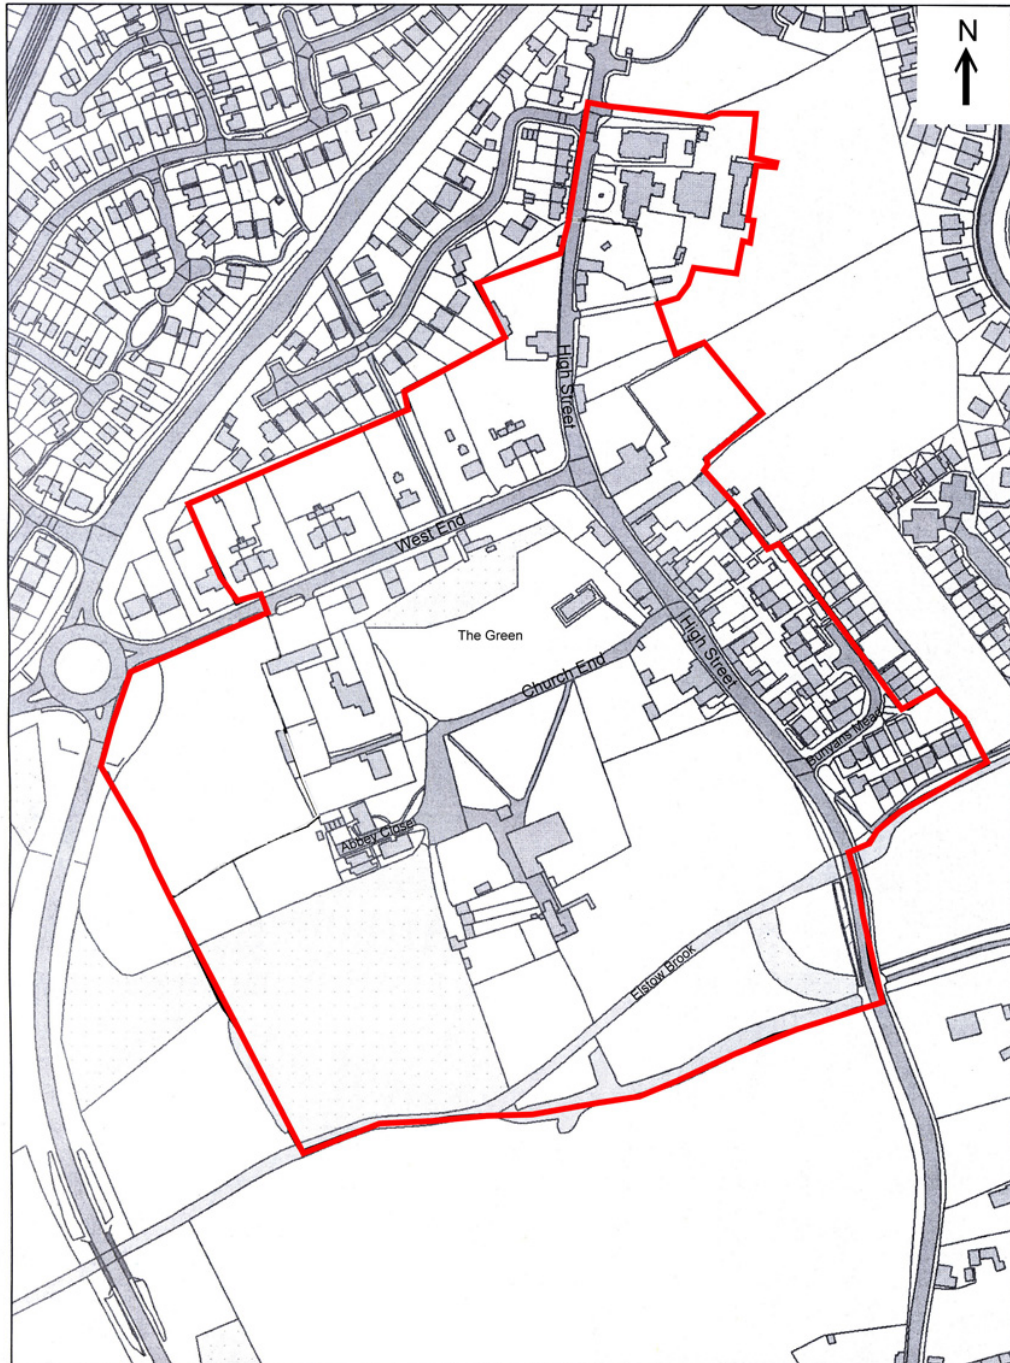 N
High Street
West End
The Green
Church End
High Street
Bunyans Mead
Abbey Close
Elstow Brook